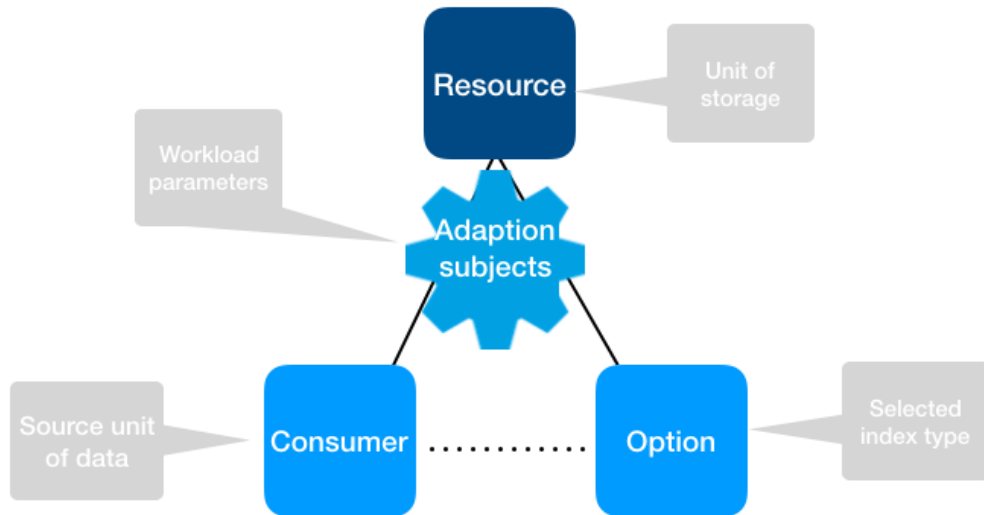 Resource
Unit of
storage
Workload
parameters
Adaption
subjects
Source unit
of data
Consumer
Option
Selected
index type